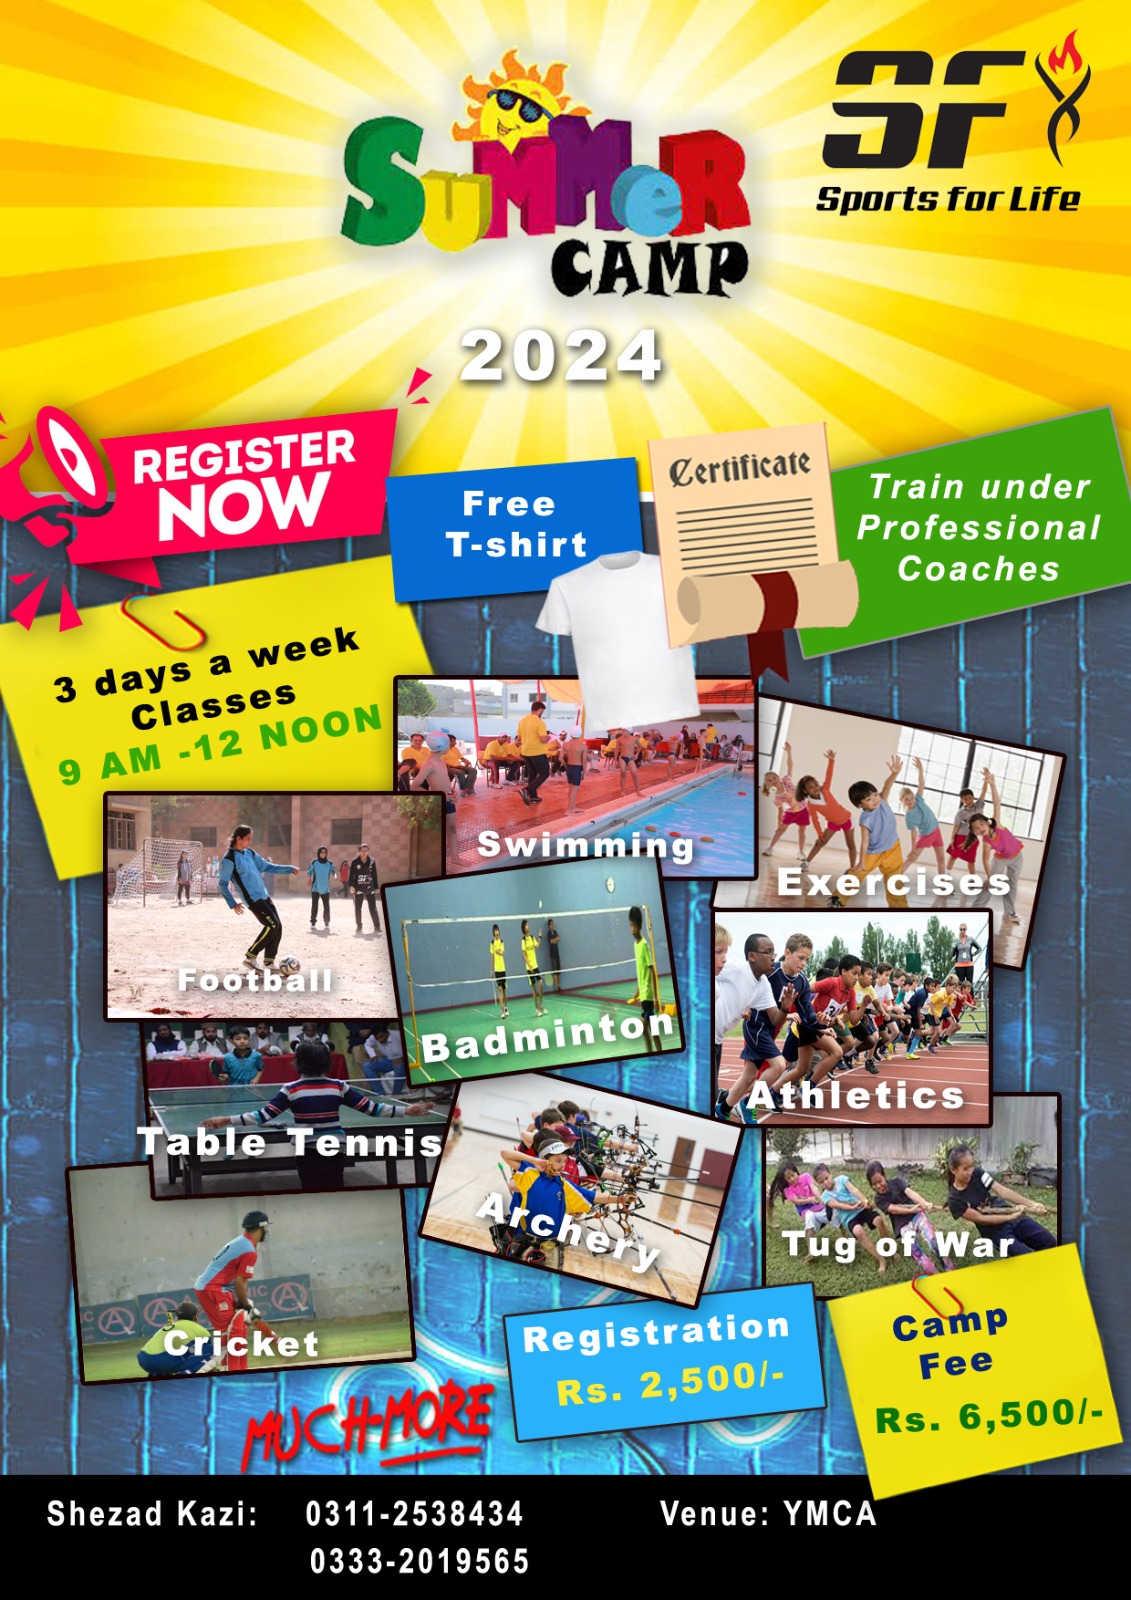 SUMMER
CAMP
2024
SF
Sports for Life
REGISTER
NOW
Free
T-shirt
Certificate
Train under
Professional
Coaches
3 days a week
Classes
9 AM -12 NOON
Swimming
Exercises
Football
Badminton
Athletics
Table Tennis
Archery
Tug of War
Cricket
Registration
Rs. 2,500/-
Camp
Fee
Rs. 6,500/-
MUCH-MORE
Shezad Kazi: 0311-2538434
0333-2019565
Venue: YMCA